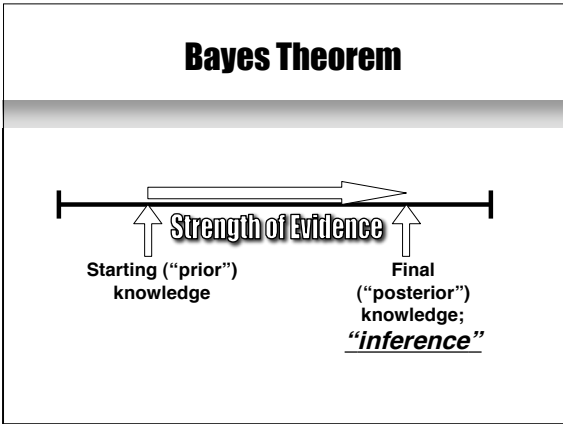 Bayes Theorem
Strength of Evidence
Starting (“prior”)
knowledge
Final
(“posterior”)
knowledge;
“inference”